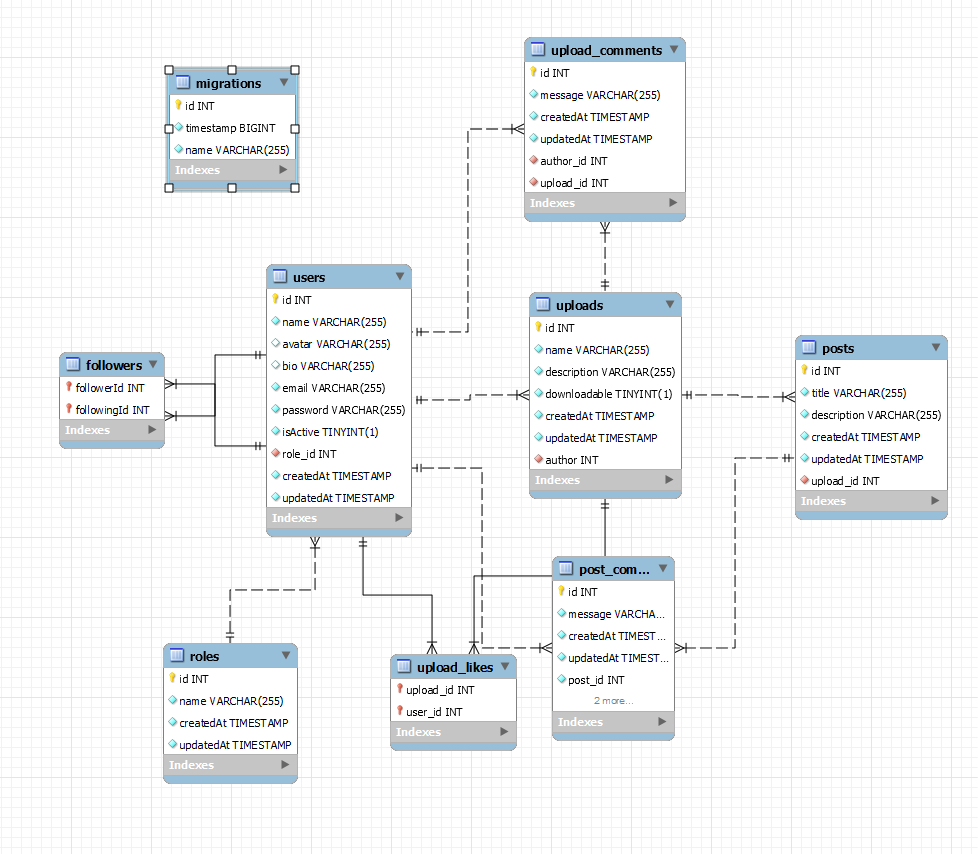 upload_comments
id INT
message VARCHAR(255)
createdAt TIMESTAMP
updatedAt TIMESTAMP
author_id INT
upload_id INT
Indexes
migrations
id INT
timestamp BIGINT
name VARCHAR(255)
Indexes
users
id INT
name VARCHAR(255)
avatar VARCHAR(255)
bio VARCHAR(255)
email VARCHAR(255)
password VARCHAR(255)
isActive TINYINT(1)
role_id INT
createdAt TIMESTAMP
updatedAt TIMESTAMP
Indexes
uploads
id INT
name VARCHAR(255)
description VARCHAR(255)
downloadable TINYINT(1)
createdAt TIMESTAMP
updatedAt TIMESTAMP
author INT
Indexes
posts
id INT
title VARCHAR(255)
description VARCHAR(255)
createdAt TIMESTAMP
updatedAt TIMESTAMP
upload_id INT
Indexes
followers
followerId INT
followingId INT
Indexes
post_com...
id INT
message VARCHA...
createdAt TIMEST...
updatedAt TIMEST...
post_id INT
2 more...
Indexes
roles
id INT
name VARCHAR(255)
createdAt TIMESTAMP
updatedAt TIMESTAMP
Indexes
upload_likes
upload_id INT
user_id INT
Indexes